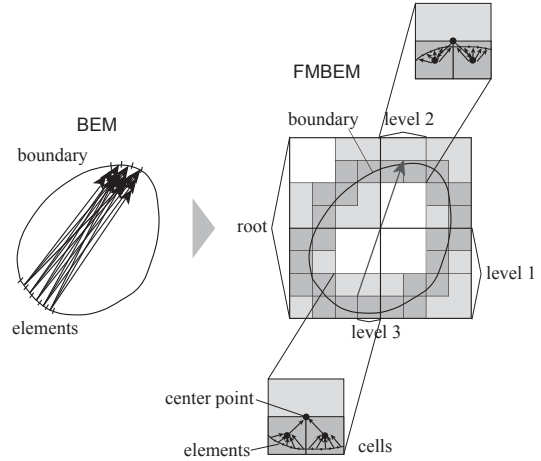 FMBEM
BEM
boundary
level 2
boundary
root
level 1
elements
level 3
center point
elements
cells